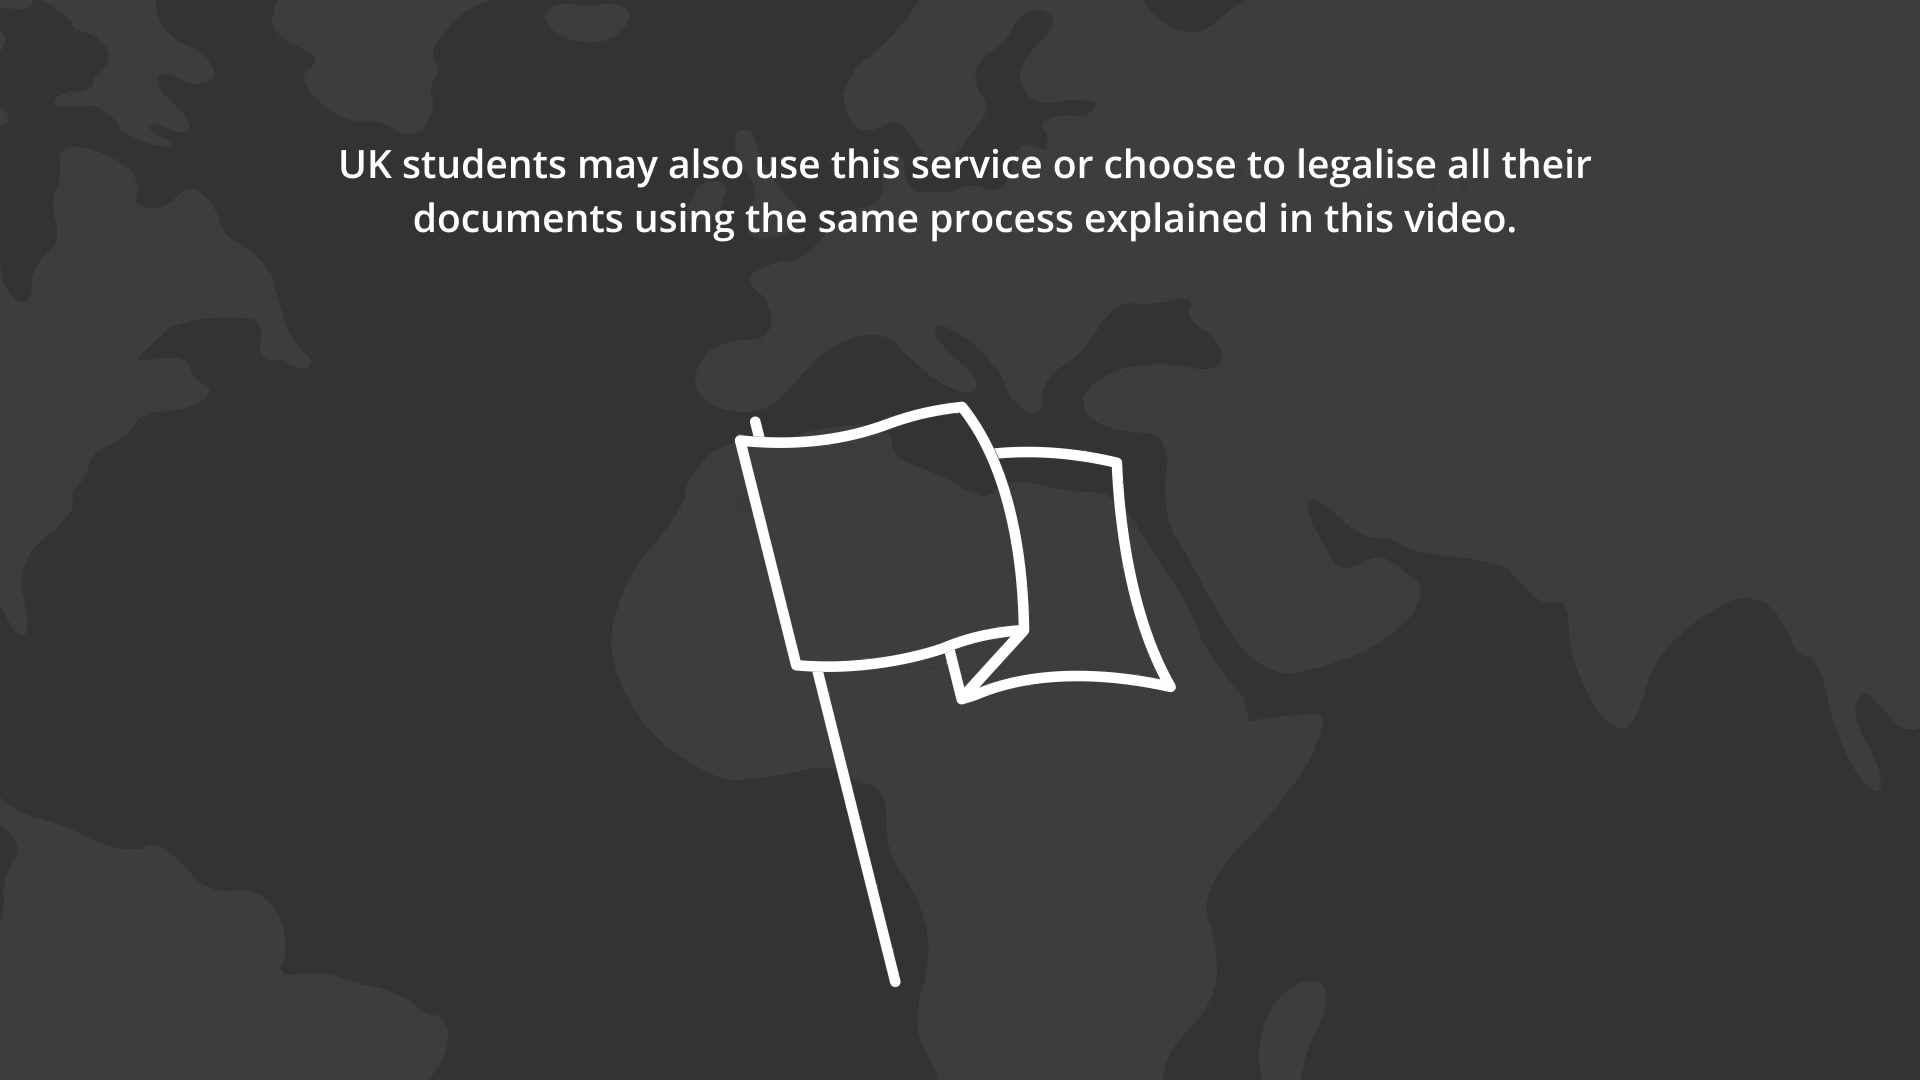 UK students may also use this service or choose to legalise all their
documents using the same process explained in this video.